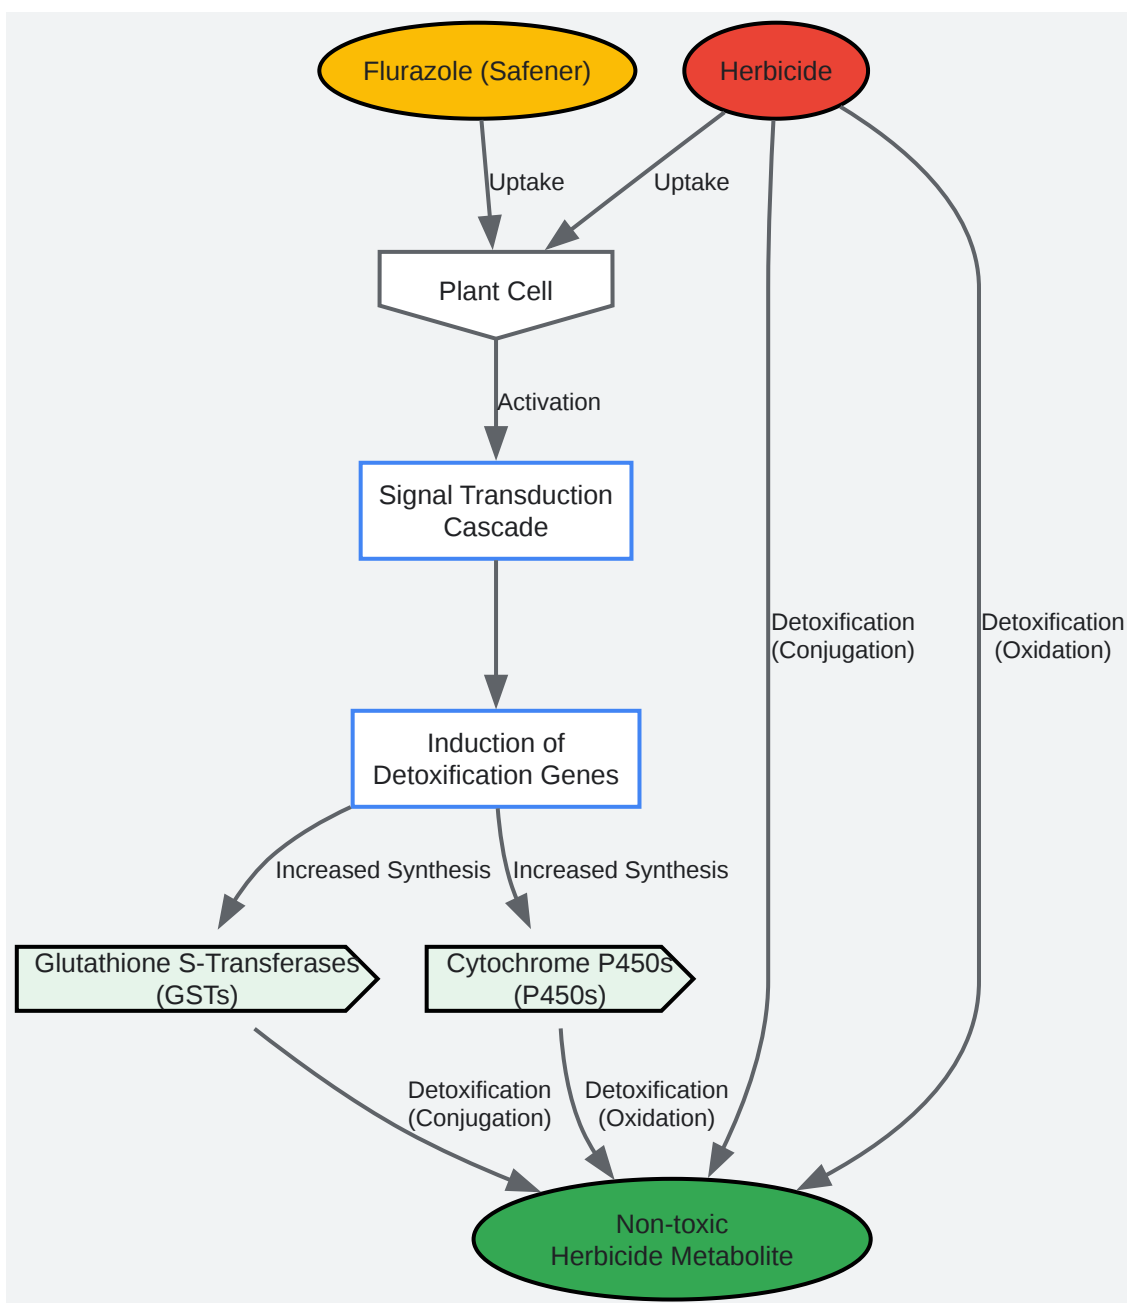 Flurazole (Safener)
Herbicide
Uptake
Uptake
Plant Cell
Activation
Signal Transduction
Cascade
Detoxification
(Conjugation)
Detoxification
(Oxidation)
Induction of
Detoxification Genes
Increased Synthesis
Increased Synthesis
Glutathione S-Transferases
(GSTs)
Cytochrome P450s
(P450s)
Detoxification
(Conjugation)
Detoxification
(Oxidation)
Non-toxic
Herbicide Metabolite